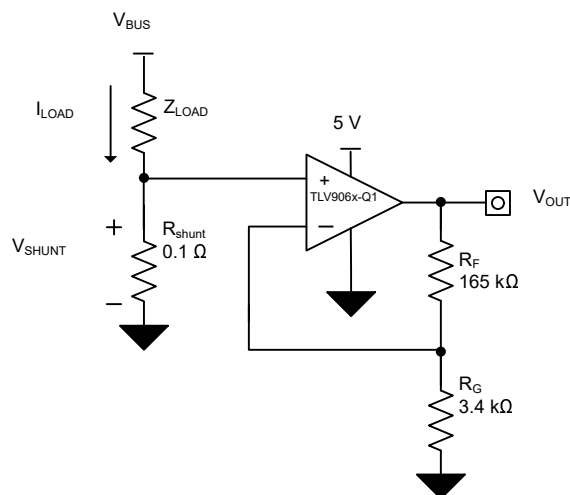 VBUS
ILOAD
ZLOAD
5 V
+
TLV906x-Q1
−
VOUT
+
VSHUNT
−
Rshunt
0.1 Ω
RF
165 kΩ
RG
3.4 kΩ